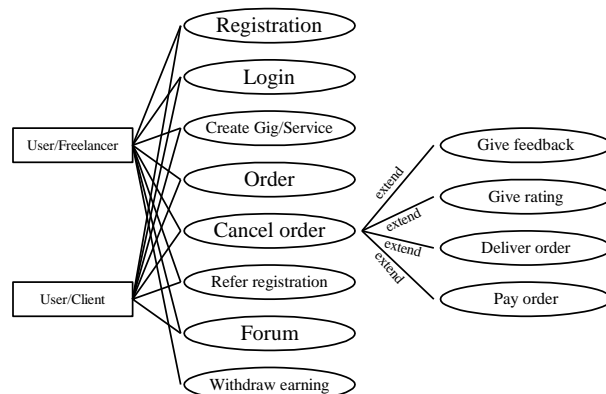 Registration
Login
Create Gig/Service
User/Freelancer
Give feedback
extend
Order
Give rating
extend
Cancel order
extend
Deliver order
extend
Refer registration
User/Client
Pay order
Forum
Withdraw earning